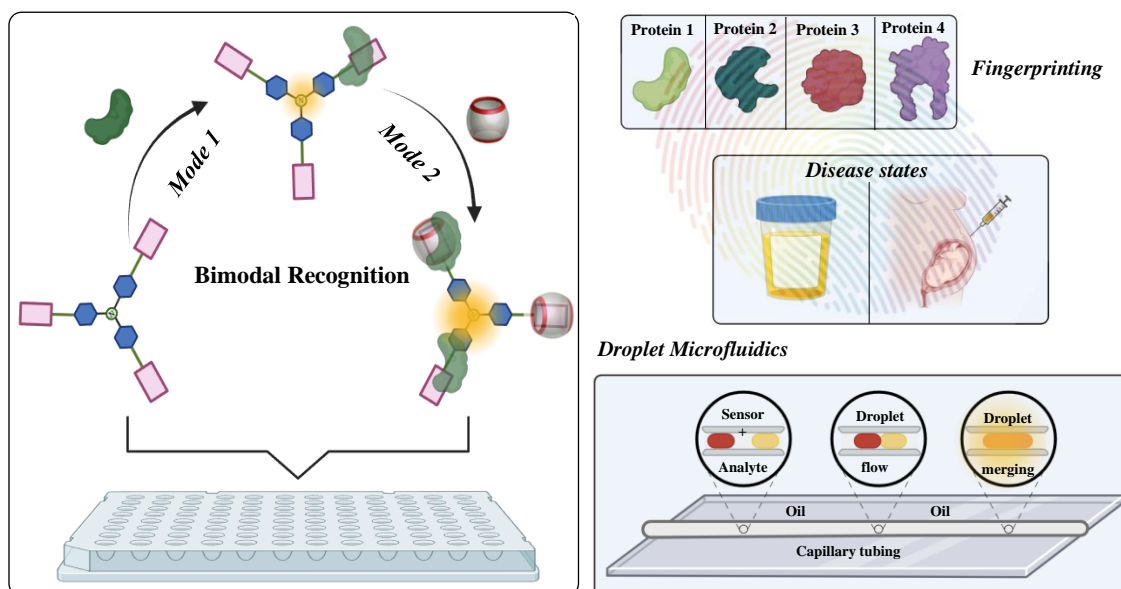 Mode 1
Mode 2
Bimodal Recognition
Protein 1
Protein 2
Protein 3
Protein 4
Fingerprinting
Disease states
Droplet Microfluidics
Sensor
+
Analyte
Droplet
flow
Droplet
merging
Oil
Oil
Capillary tubing